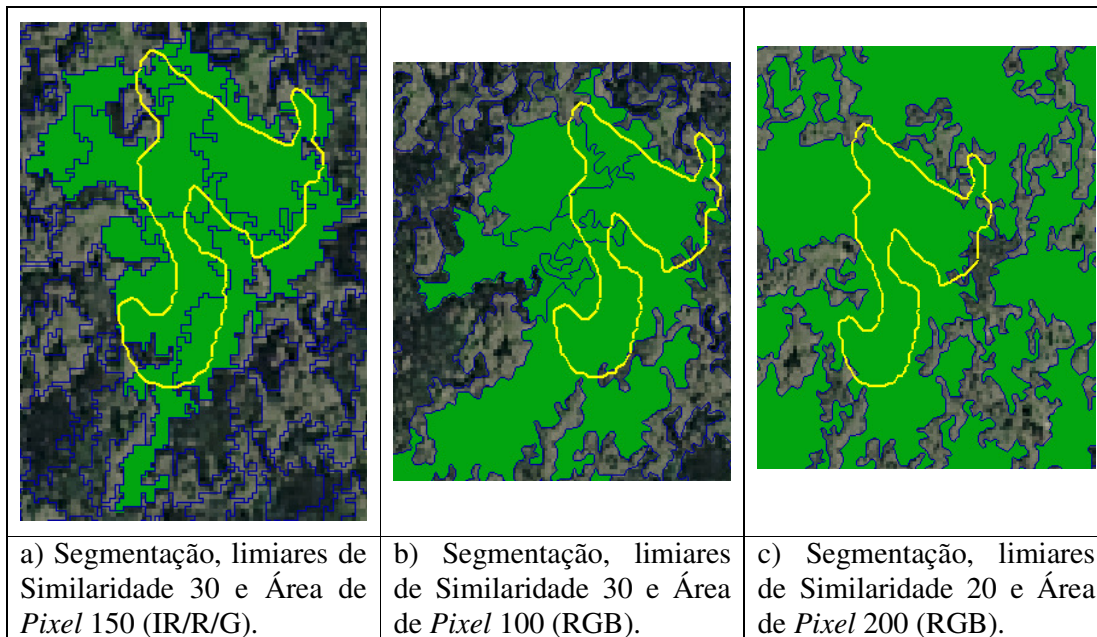 a) Segmentação, limiares de
Similaridade 30 e Área de
Pixel 150 (IR/R/G).
b) Segmentação, limiares
de Similaridade 30 e Área
de Pixel 100 (RGB).
c) Segmentação, limiares
de Similaridade 20 e Área
de Pixel 200 (RGB).